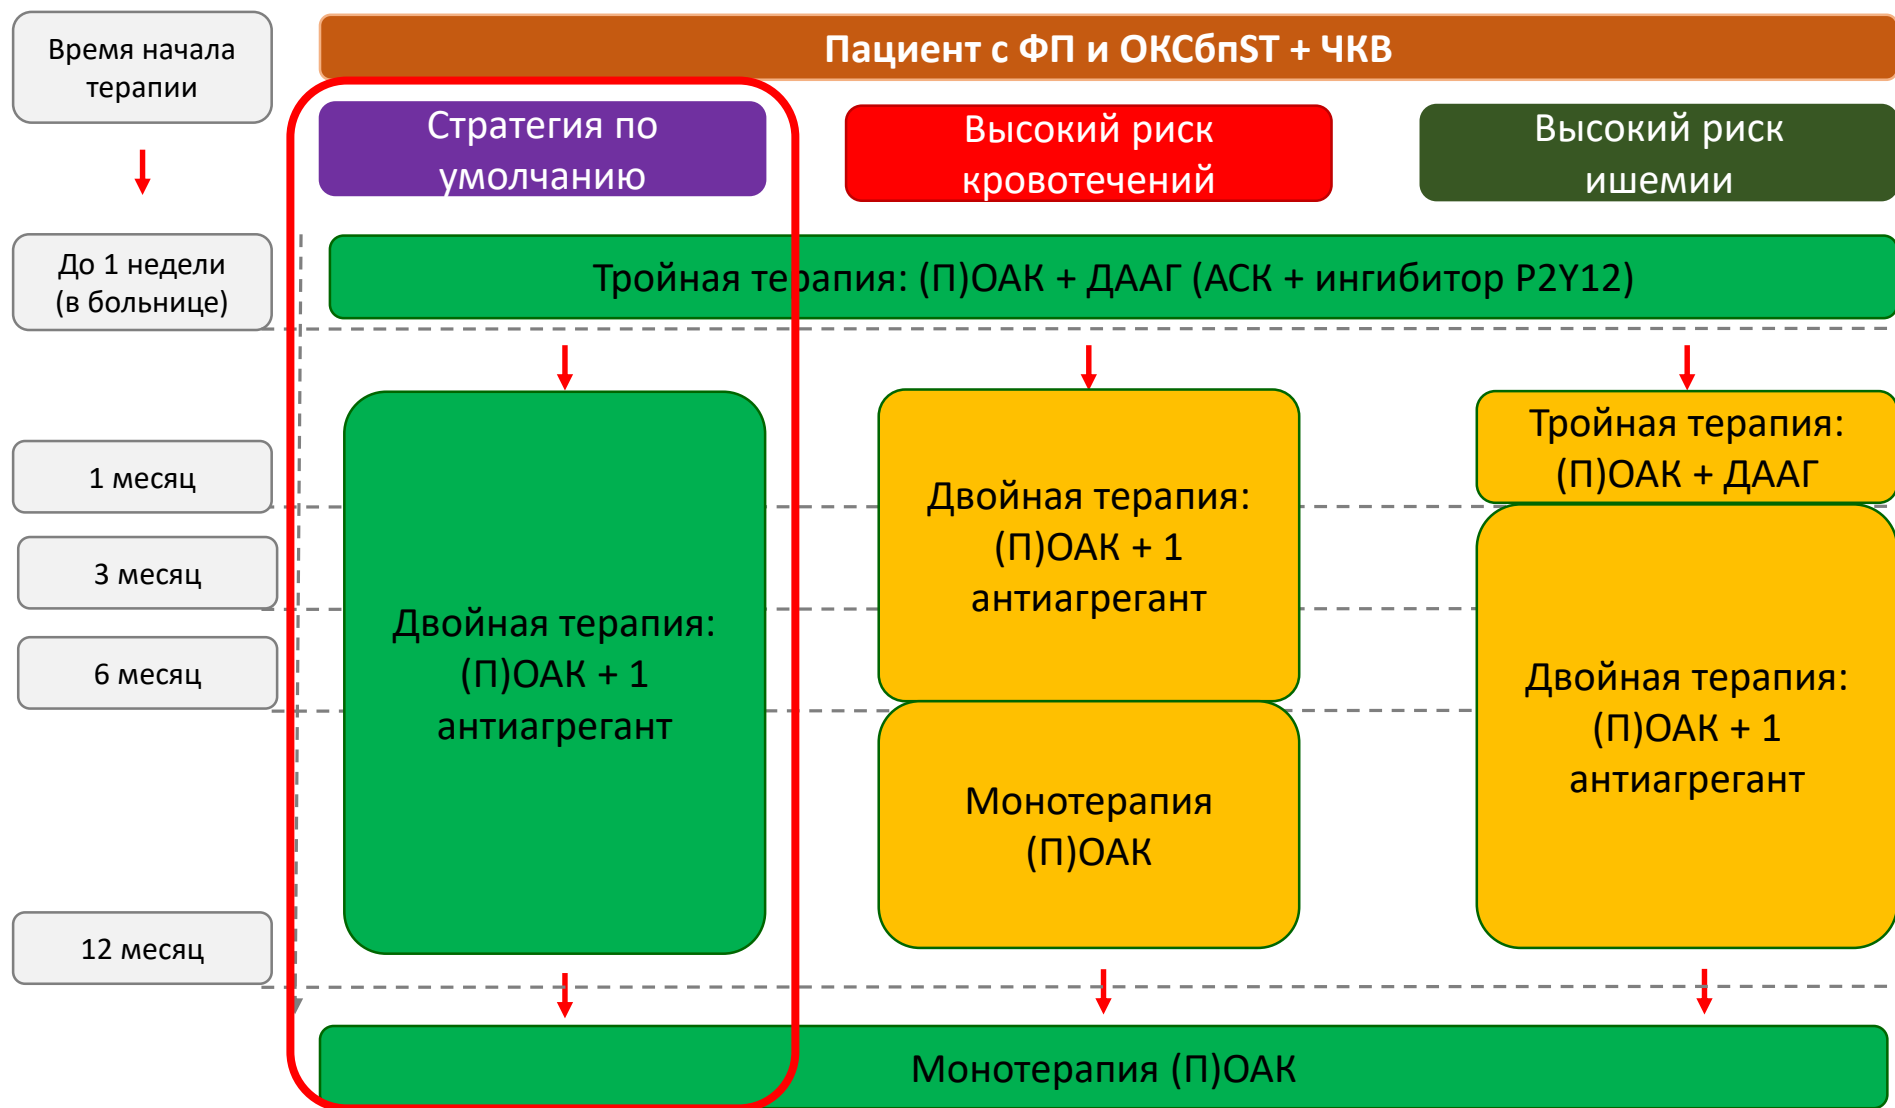 Время начала
терапии
Пациент с ФП и ОКСбпST + ЧКВ
Стратегия по
умолчанию
Высокий риск
кровотечений
Высокий риск
ишемии
До 1 недели
(в больнице)
Тройная терапия: (П)ОАК + ДААГ (АСК + ингибитор P2Y12)
1 месяц
3 месяц
6 месяц
12 месяц
Двойная терапия:
(П)ОАК + 1
антиагрегант
Двойная терапия:
(П)ОАК + 1
антиагрегант
Монотерапия
(П)ОАК
Тройная терапия:
(П)ОАК + ДААГ
Двойная терапия:
(П)ОАК + 1
антиагрегант
Монотерапия (П)ОАК